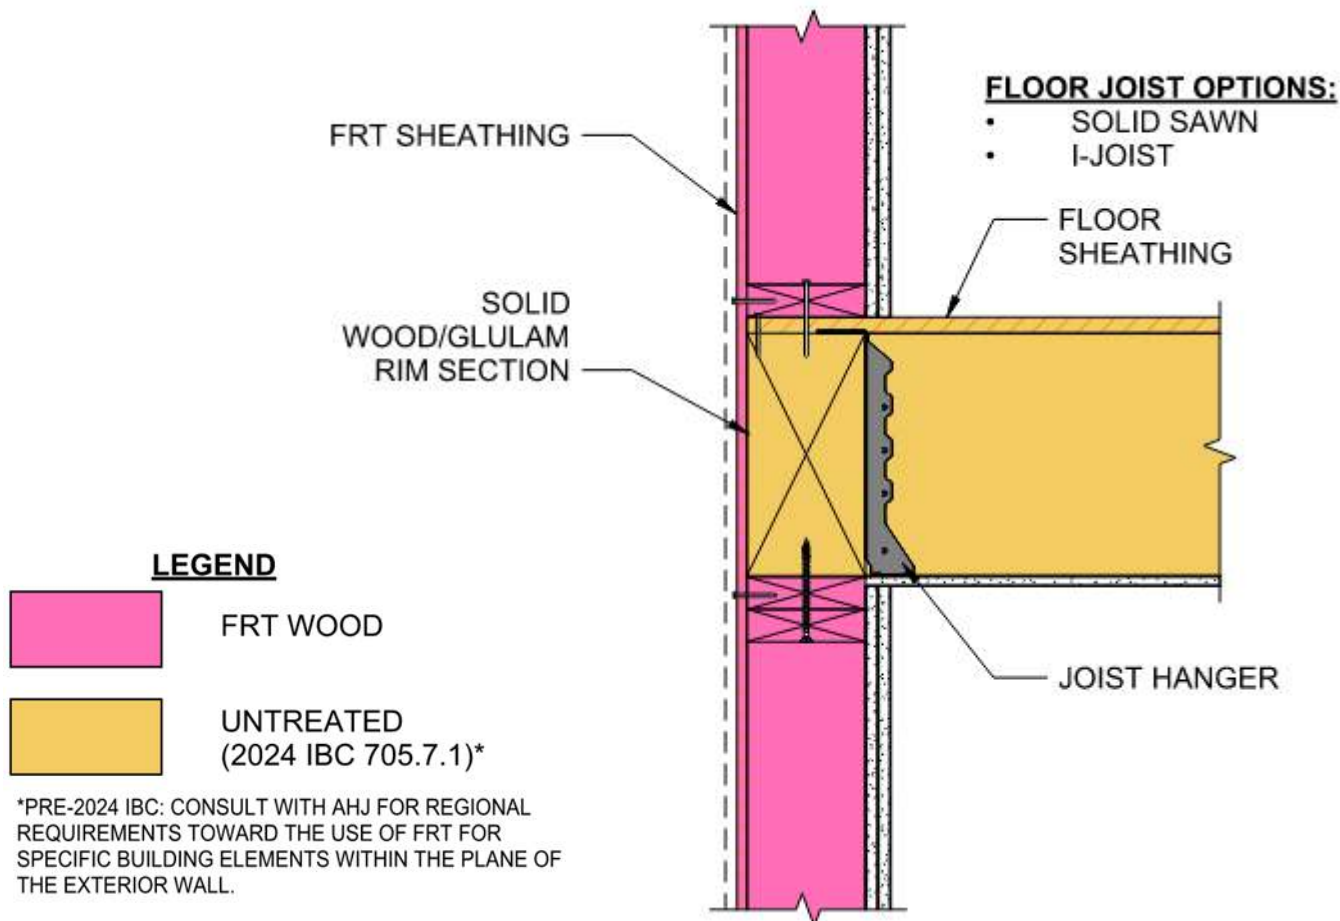 FLOOR JOIST OPTIONS:
• SOLID SAWN
• I-JOIST
FRT SHEATHING
FLOOR
SHEATHING
SOLID
WOOD/GLULAM
RIM SECTION
LEGEND
FRT WOOD
UNTREATED
(2024 IBC 705.7.1)*
JOIST HANGER
*PRE-2024 IBC: CONSULT WITH AHJ FOR REGIONAL
REQUIREMENTS TOWARD THE USE OF FRT FOR
SPECIFIC BUILDING ELEMENTS WITHIN THE PLANE OF
THE EXTERIOR WALL.